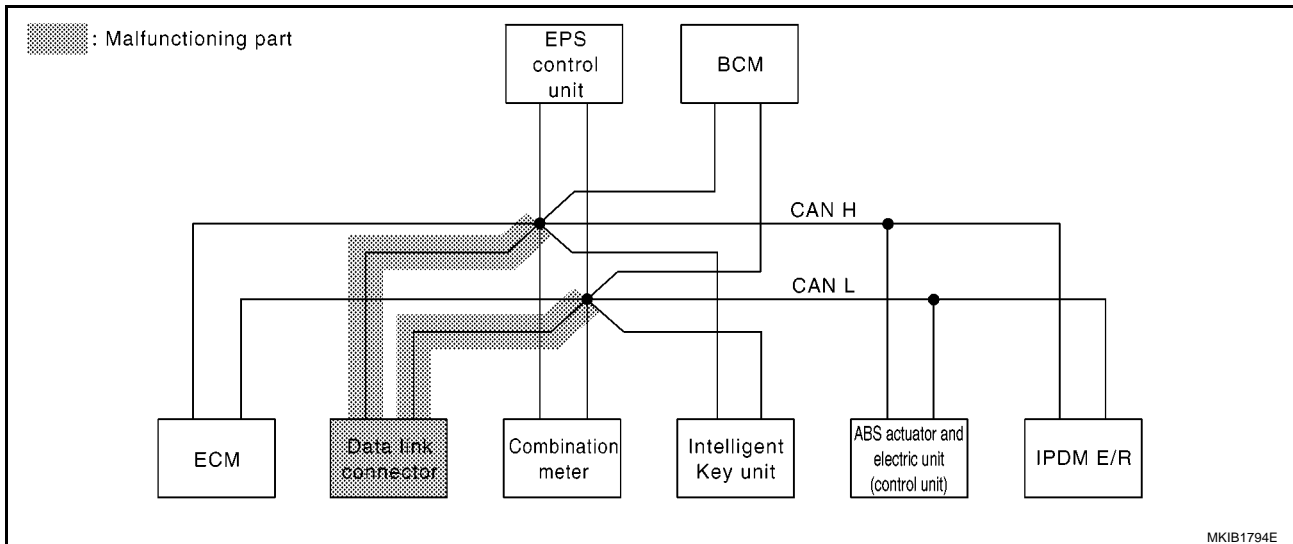 : Malfunctioning part
EPS
control
unit
BCM
CAN H
CAN L
ECM
Data link
connector
Combination
meter
Intelligent
Key unit
ABS actuator and
electric unit
(control unit)
IPDM E/R
MKIB1794E